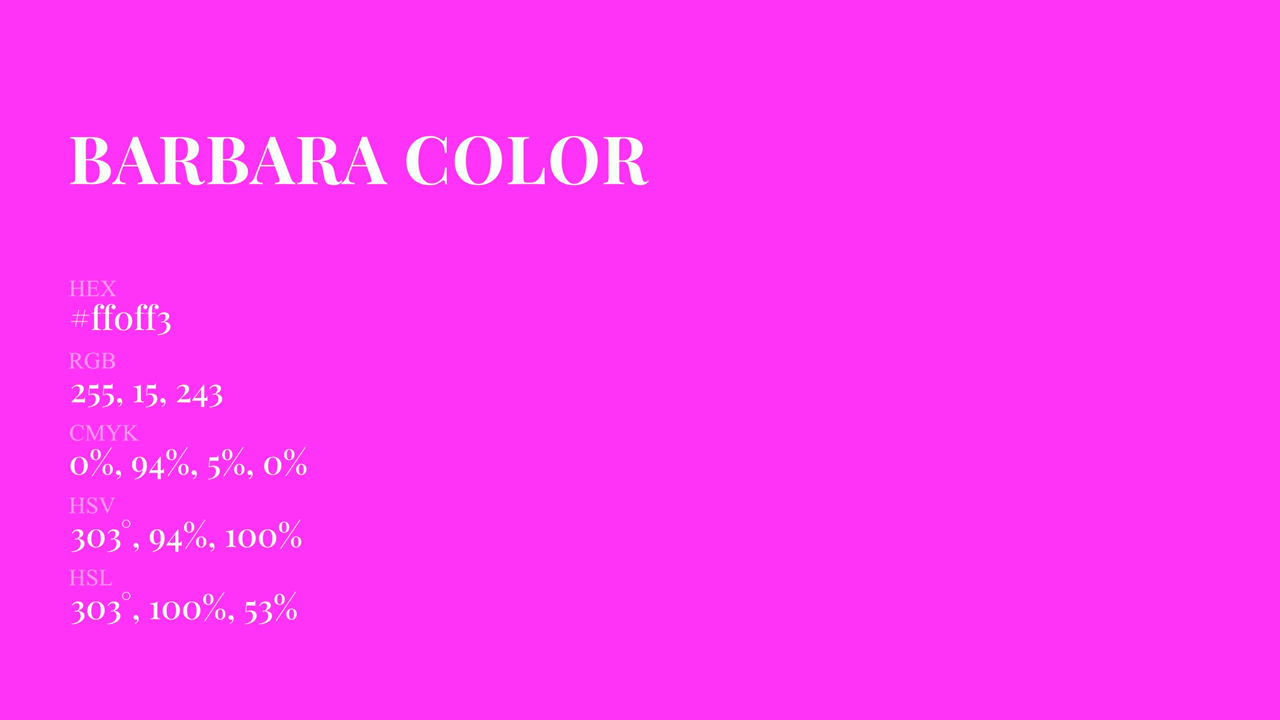 BARBARA COLOR
HEX
#ff0ff3
RGB
255, 15, 243
CMYK
0%, 94%, 5%, 0%
HSV
303°, 94%, 100%
HSL
303°, 100%, 53%